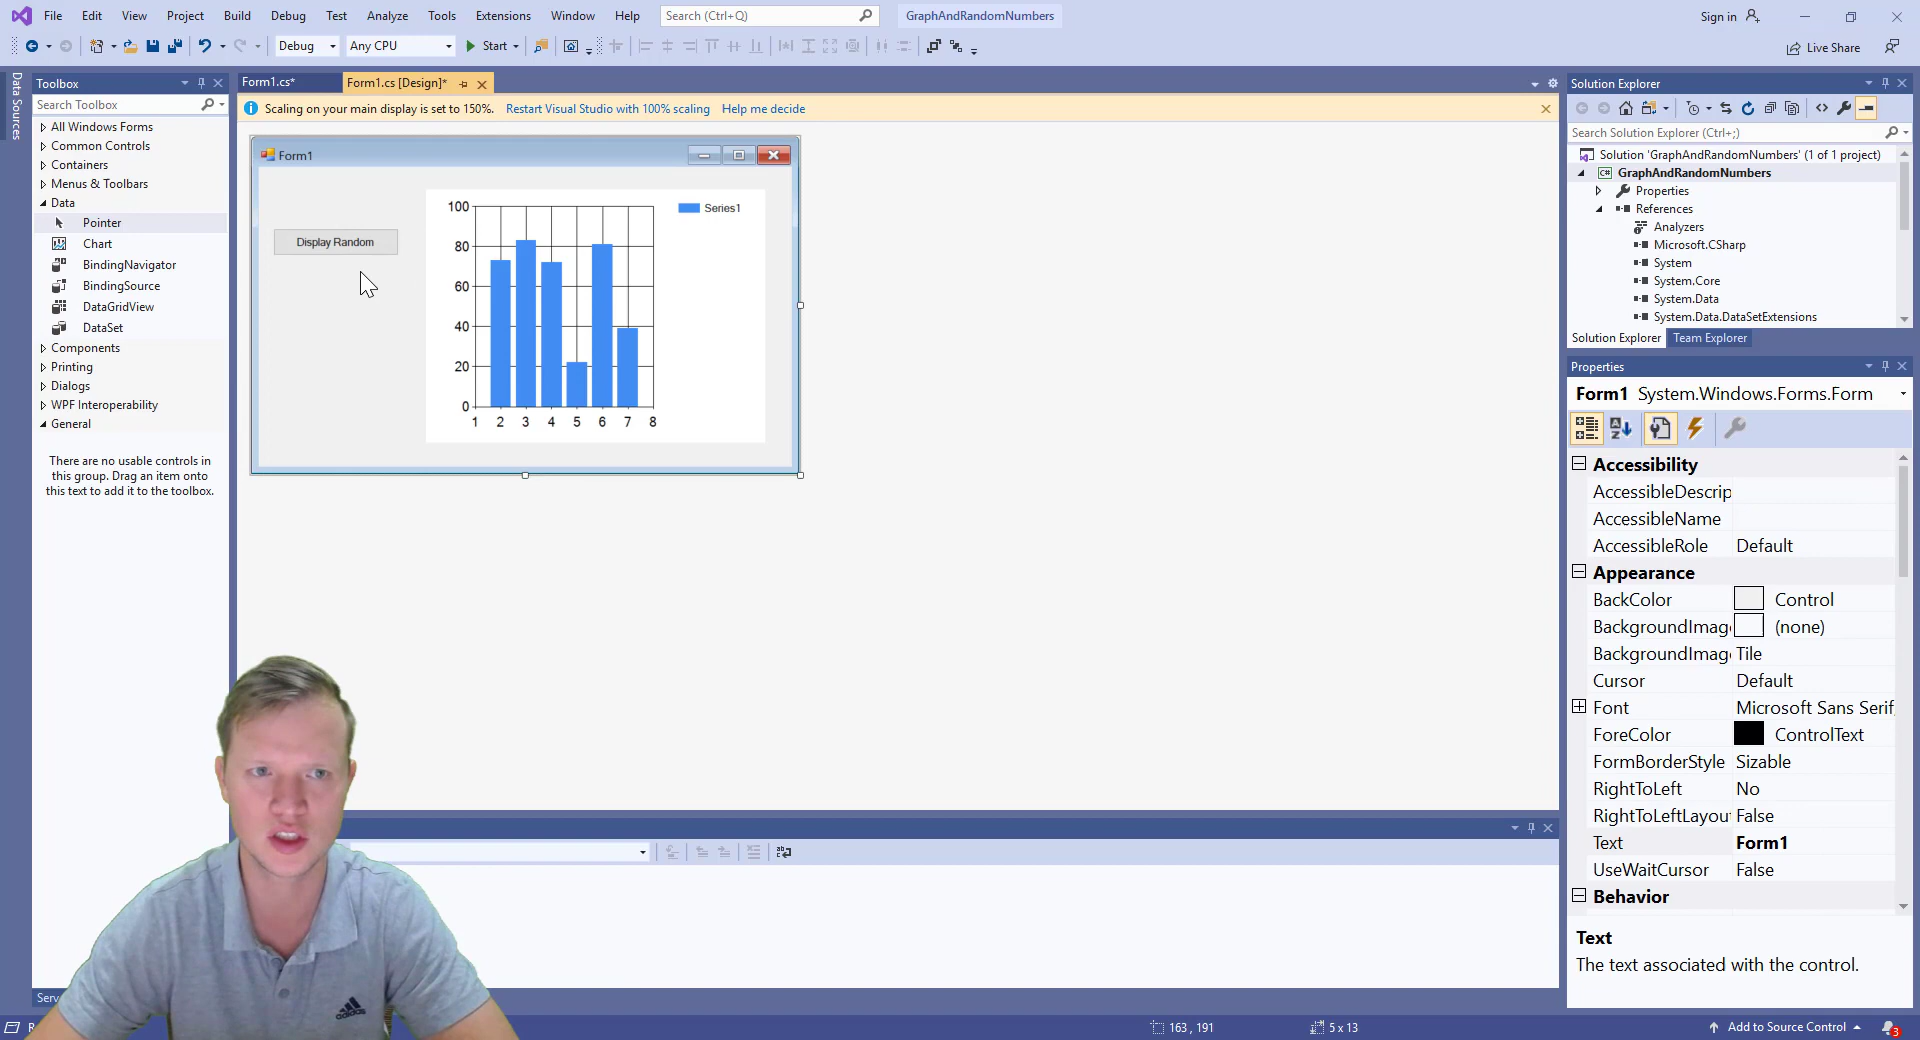 File Edit View Project Build Debug Test Analyze Tools Extensions Window Help Search (Ctrl+Q) GraphAndRandomNumbers Sign in
Debug Any CPU Start Live Share
Data Sources
Toolbox
Search Toolbox
All Windows Forms
Common Controls
Containers
Menus & Toolbars
Data
Pointer
Chart
BindingNavigator
BindingSource
DataGridView
DataSet
Components
Printing
Dialogs
WPF Interoperability
General
There are no usable controls in
this group. Drag an item onto
this text to add it to the toolbox.
Form1.cs* Form1.cs [Design]*
Scaling on your main display is set to 150%. Restart Visual Studio with 100% scaling Help me decide
Form1
Display Random
100
80
60
40
20
0
1 2 3 4 5 6 7 8
Series1
Solution Explorer
Search Solution Explorer (Ctrl+;)
Solution 'GraphAndRandomNumbers' (1 of 1 project)
C# GraphAndRandomNumbers
Properties
References
Analyzers
Microsoft.CSharp
System
System.Core
System.Data
System.Data.DataSetExtensions
Solution Explorer Team Explorer
Properties
Form1 System.Windows.Forms.Form
Accessibility
AccessibleDescrip
AccessibleName
AccessibleRole Default
Appearance
BackColor Control
BackgroundImag (none)
BackgroundImag Tile
Cursor Default
Font Microsoft Sans Serif,
ForeColor ControlText
FormBorderStyle Sizable
RightToLeft No
RightToLeftLayou False
Text Form1
UseWaitCursor False
Behavior
Text
The text associated with the control.
adidas
Serv
R
163 , 191 5 x 13 Add to Source Control 3